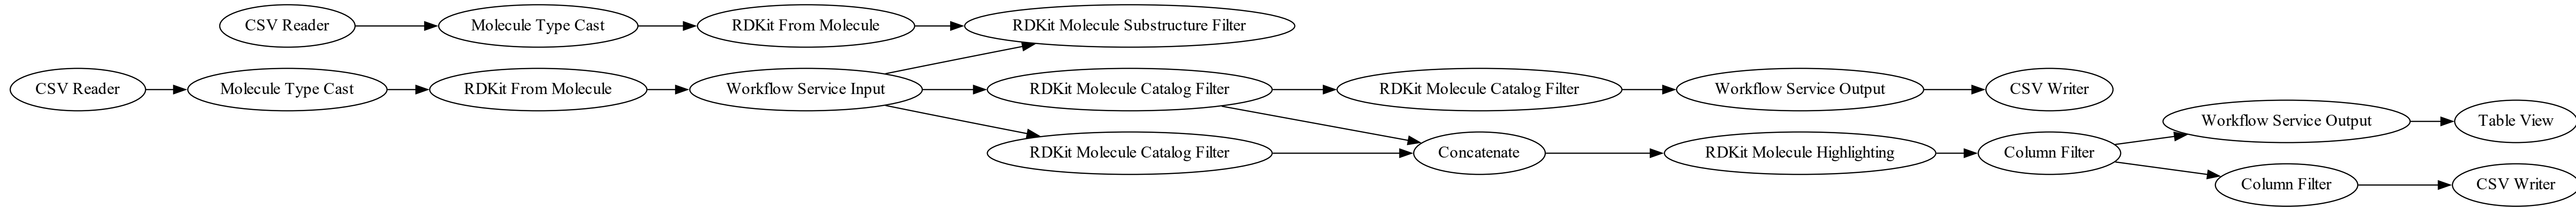 CSV Reader
Molecule Type Cast
RDKit From Molecule
RDKit Molecule Substructure Filter
CSV Reader
Molecule Type Cast
RDKit From Molecule
Workflow Service Input
RDKit Molecule Catalog Filter
RDKit Molecule Catalog Filter
Workflow Service Output
CSV Writer
Workflow Service Output
Table View
RDKit Molecule Catalog Filter
Concatenate
RDKit Molecule Highlighting
Column Filter
Column Filter
CSV Writer